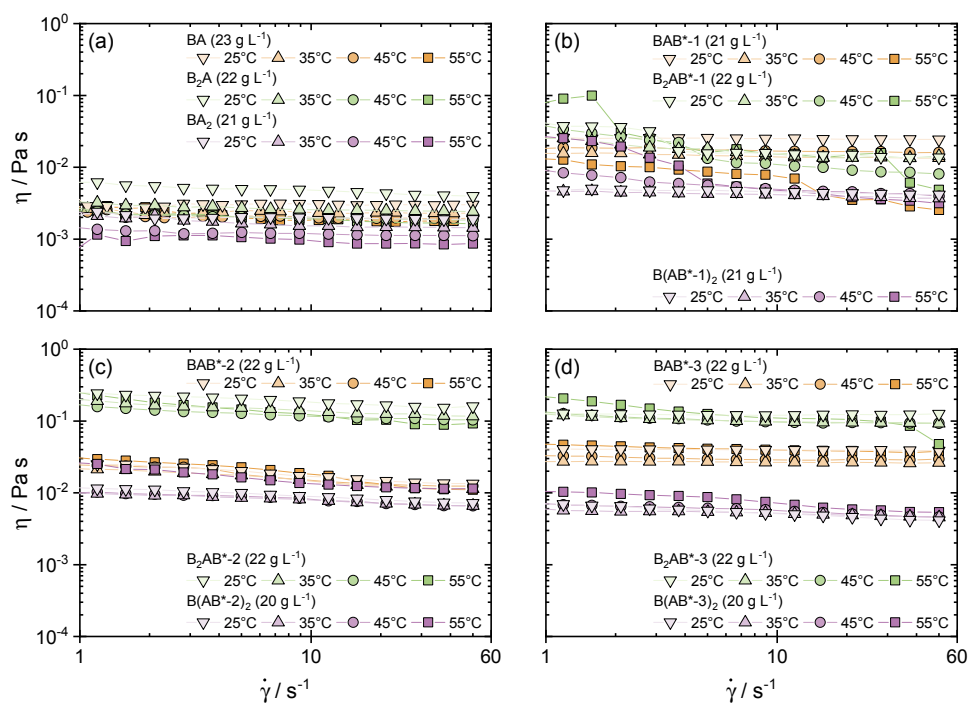 (a)
BA (23 g L⁻¹)
25°C 35°C 45°C 55°C
B₂A (22 g L⁻¹)
25°C 35°C 45°C 55°C
BA₂ (21 g L⁻¹)
25°C 35°C 45°C 55°C
10⁰
10⁻¹
10⁻²
10⁻³
10⁻⁴
η / Pa s
(b)
BAB*-1 (21 g L⁻¹)
25°C 35°C 45°C 55°C
B₂AB*-1 (22 g L⁻¹)
25°C 35°C 45°C 55°C
B(AB*-1)₂ (21 g L⁻¹)
25°C 35°C 45°C 55°C
(c)
BAB*-2 (22 g L⁻¹)
25°C 35°C 45°C 55°C
B₂AB*-2 (22 g L⁻¹)
25°C 35°C 45°C 55°C
B(AB*-2)₂ (20 g L⁻¹)
25°C 35°C 45°C 55°C
10⁰
10⁻¹
10⁻²
10⁻³
10⁻⁴
η / Pa s
1 10 60
γ̇ / s⁻¹
(d)
BAB*-3 (22 g L⁻¹)
25°C 35°C 45°C 55°C
B₂AB*-3 (22 g L⁻¹)
25°C 35°C 45°C 55°C
B(AB*-3)₂ (20 g L⁻¹)
25°C 35°C 45°C 55°C
1 10 60
γ̇ / s⁻¹